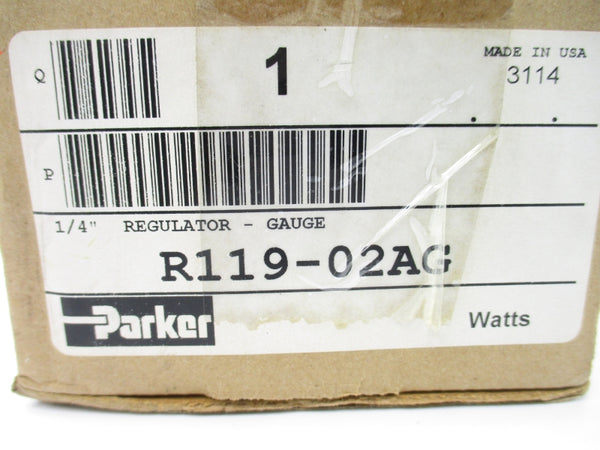 Q
1
MADE IN USA
3114
P
1/4" REGULATOR - GAUGE
R119-02AG
Parker
Watts